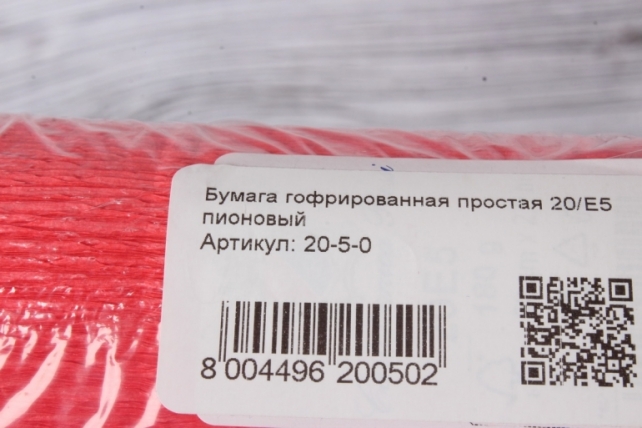 Бумага гофрированная простая 20/E5
пионовый
Артикул: 20-5-0
8 004496 200502